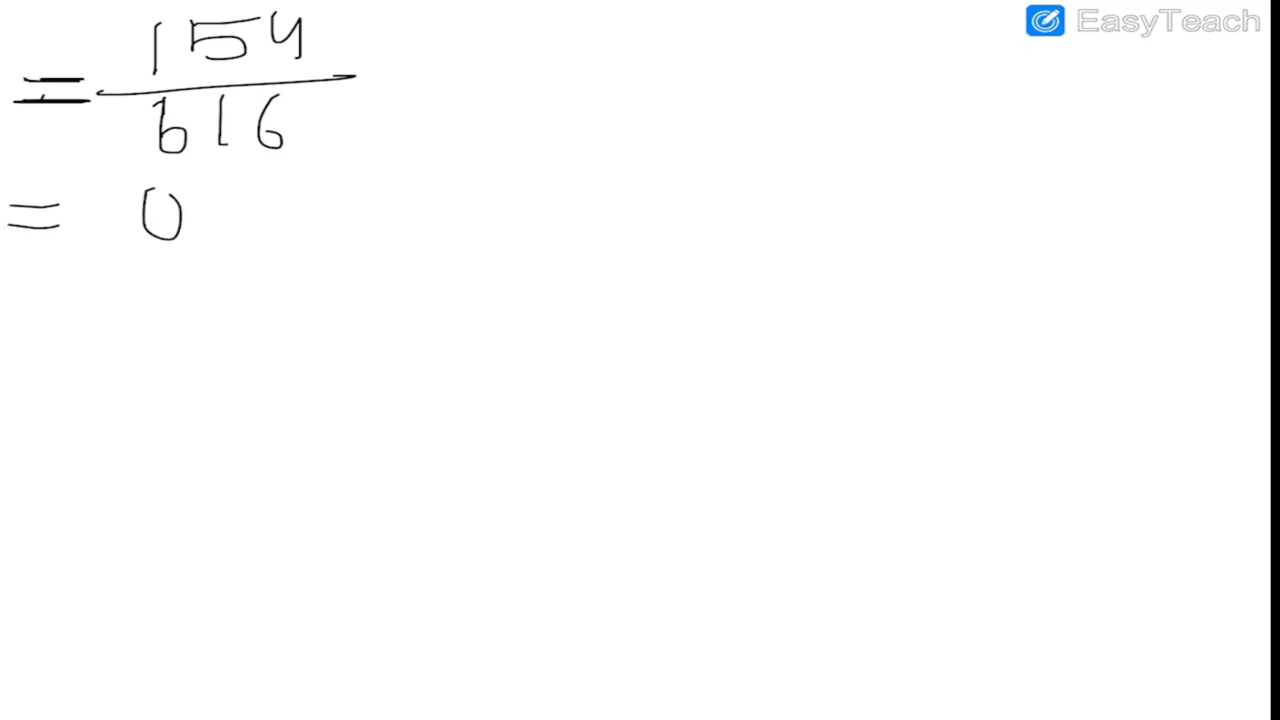 EasyTeach
= 154
616
= 0